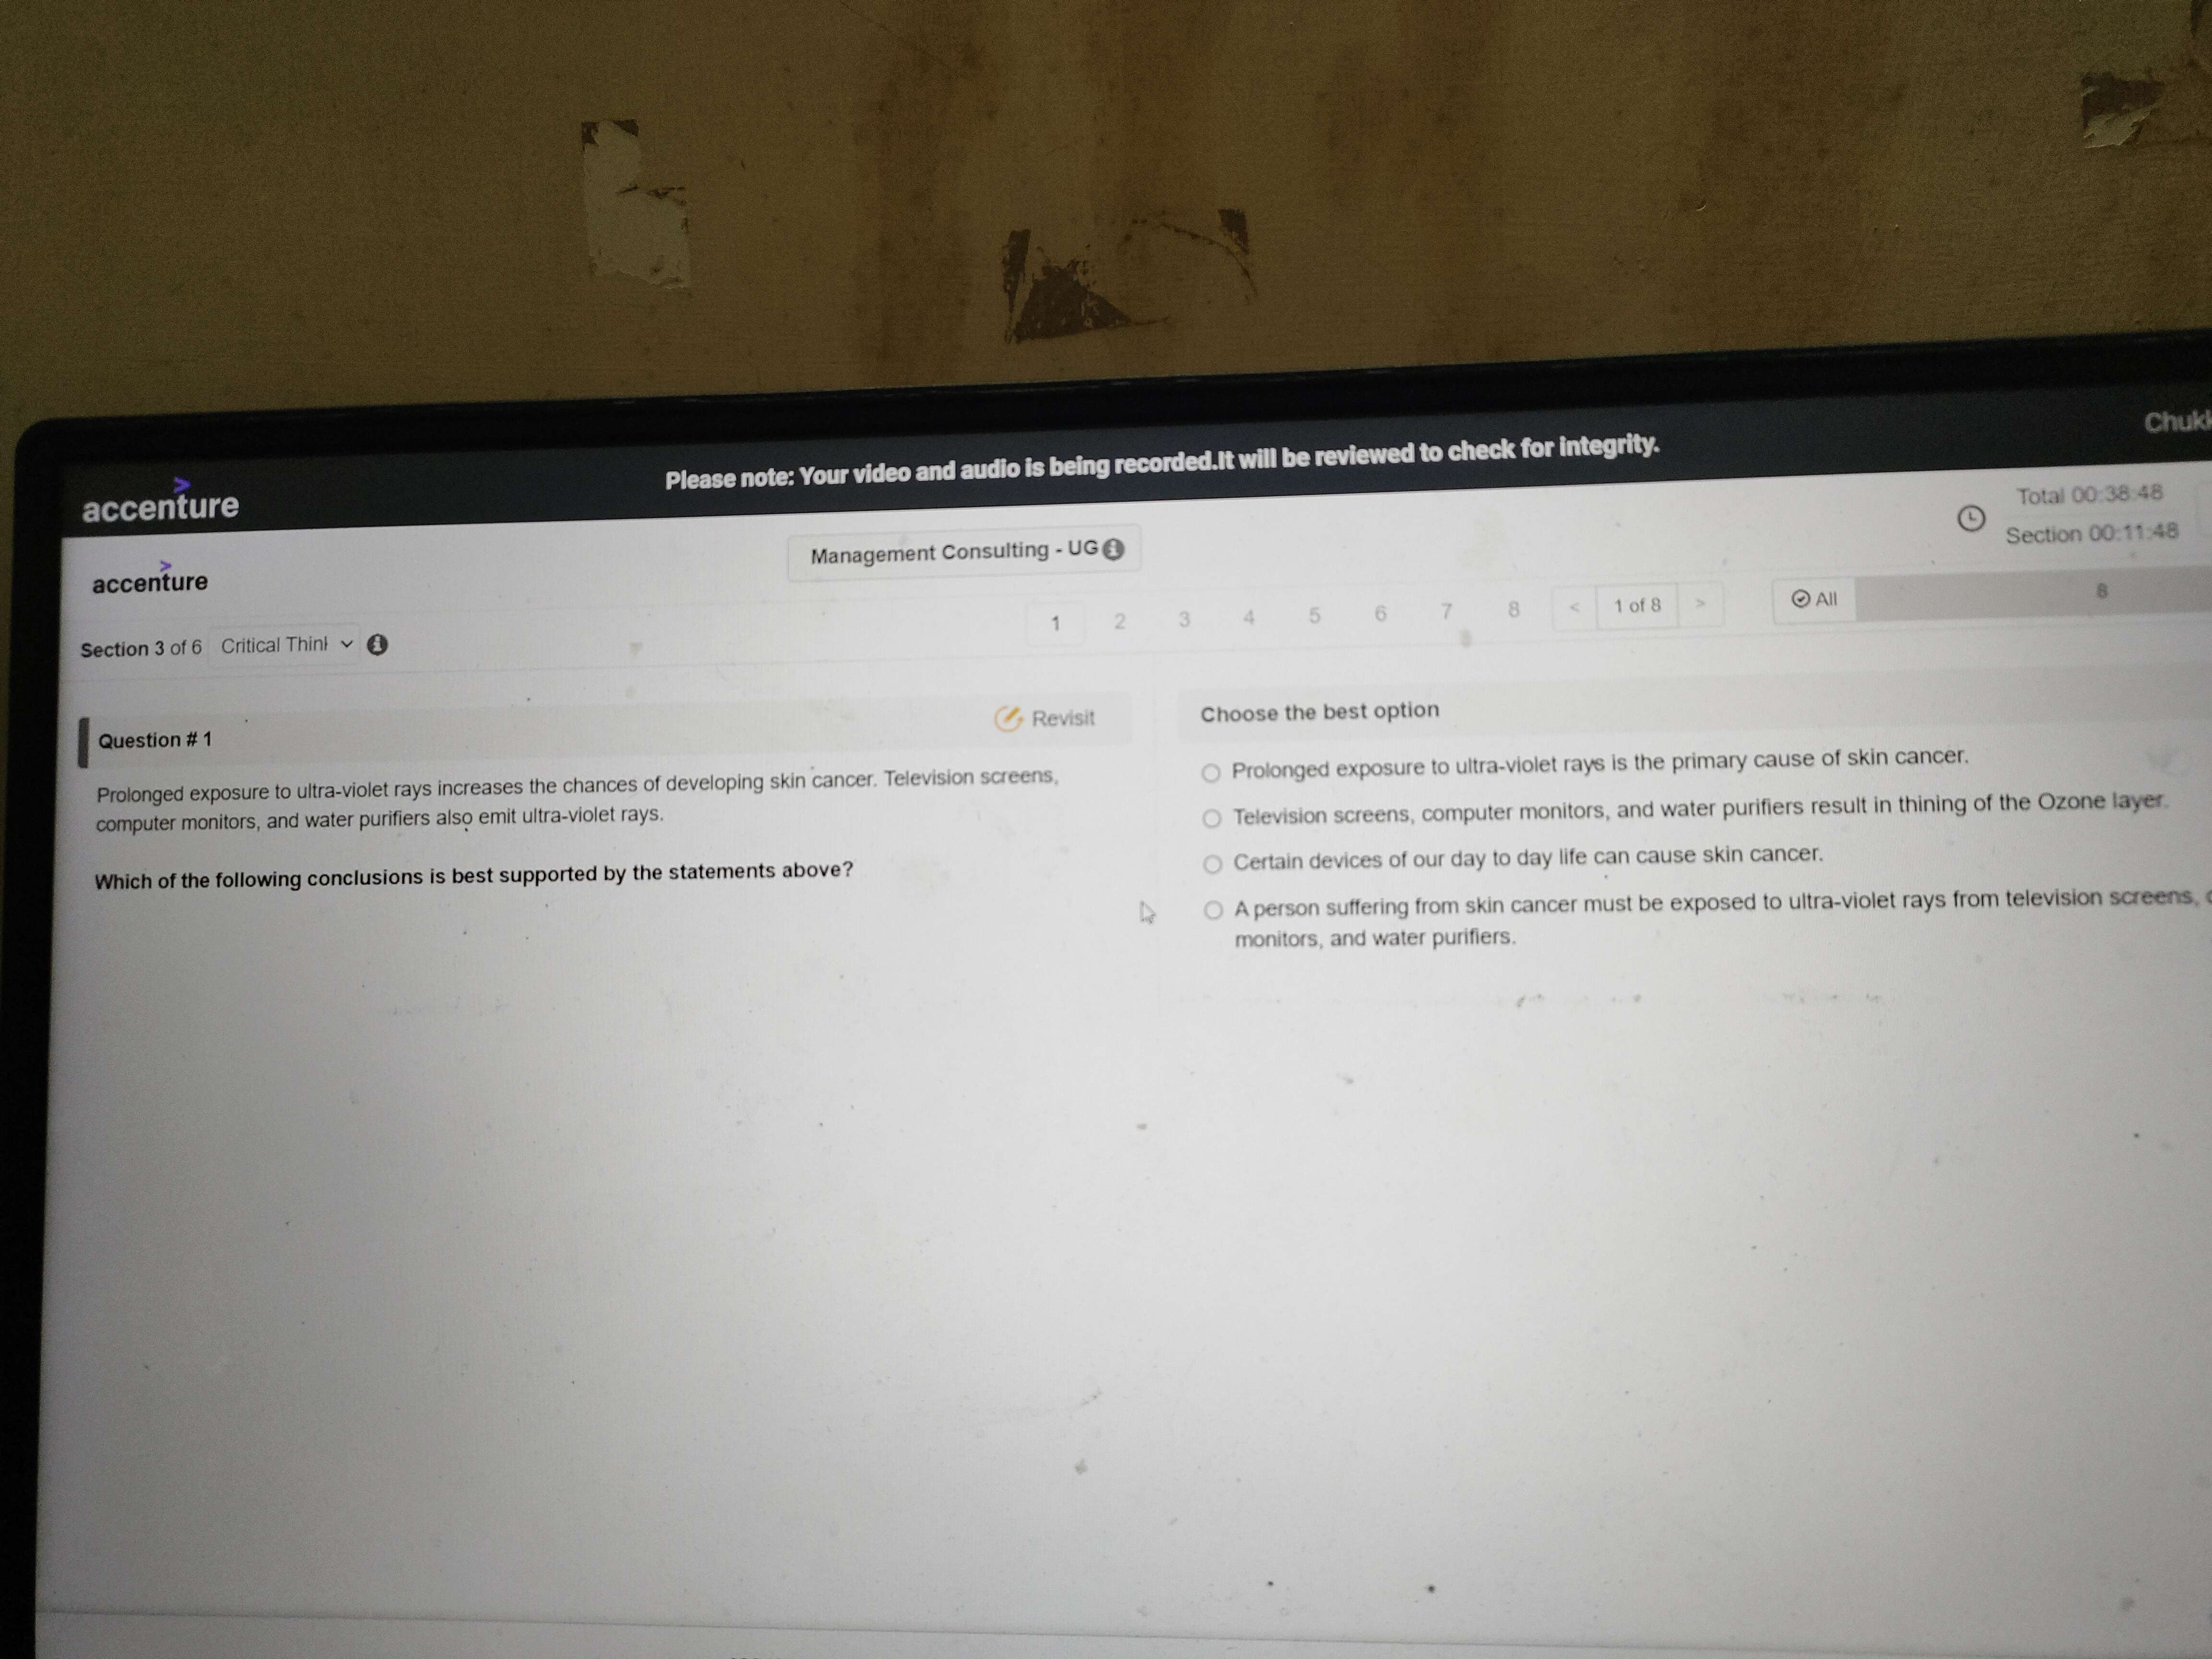 Chukk
Please note: Your video and audio is being recorded.It will be reviewed to check for integrity.
accenture
Total 00:38:48
Section 00:11:48
Management Consulting - UG
accenture
1 2 3 4 5 6 7 8 < 1 of 8 > All 8
Section 3 of 6 Critical Thinl
Question # 1 Revisit
Prolonged exposure to ultra-violet rays increases the chances of developing skin cancer. Television screens,
computer monitors, and water purifiers also emit ultra-violet rays.
Which of the following conclusions is best supported by the statements above?
Choose the best option
Prolonged exposure to ultra-violet rays is the primary cause of skin cancer.
Television screens, computer monitors, and water purifiers result in thining of the Ozone layer.
Certain devices of our day to day life can cause skin cancer.
A person suffering from skin cancer must be exposed to ultra-violet rays from television screens,
monitors, and water purifiers.